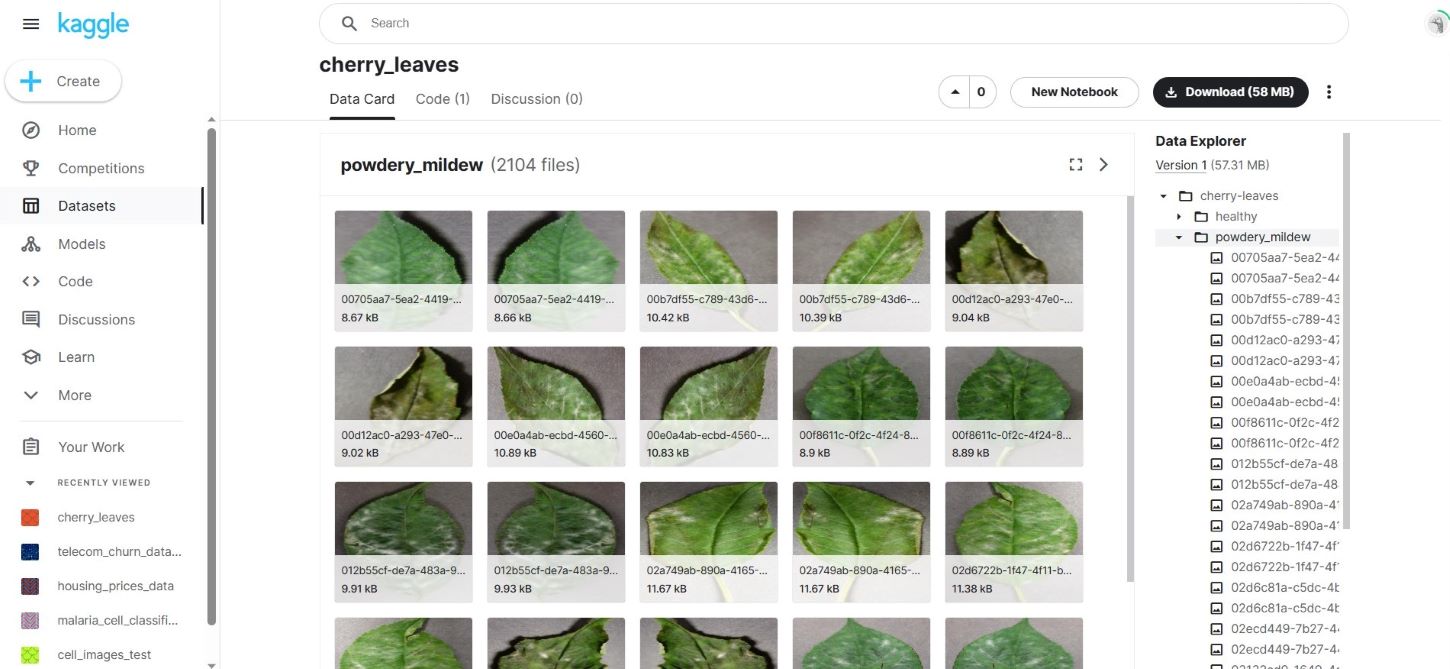 kaggle
Search
Create
Home
Competitions
Datasets
Models
Code
Discussions
Learn
More
Your Work
RECENTLY VIEWED
cherry_leaves
telecom_churn_data...
housing_prices_data
malaria_cell_classifi...
cell_images_test
cherry_leaves
Data Card Code (1) Discussion (0)
0 New Notebook Download (58 MB)
powdery_mildew (2104 files)
00705aa7-5ea2-4419-... 00705aa7-5ea2-4419-... 00b7df55-c789-43d6-... 00b7df55-c789-43d6-... 00d12ac0-a293-47e0-...
8.67 kB 8.66 kB 10.42 kB 10.39 kB 9.04 kB
00d12ac0-a293-47e0-... 00e0a4ab-ecbd-4560-... 00e0a4ab-ecbd-4560-... 00f8611c-0f2c-4f24-8... 00f8611c-0f2c-4f24-8...
9.02 kB 10.89 kB 10.83 kB 8.9 kB 8.89 kB
012b55cf-de7a-483a-9... 012b55cf-de7a-483a-9... 02a749ab-890a-4165-... 02a749ab-890a-4165-... 02d6722b-1f47-4f11-b...
9.91 kB 9.93 kB 11.67 kB 11.67 kB 11.38 kB
Data Explorer
Version 1 (57.31 MB)
cherry-leaves
healthy
powdery_mildew
00705aa7-5ea2-44
00705aa7-5ea2-44
00b7df55-c789-43
00b7df55-c789-43
00d12ac0-a293-47
00d12ac0-a293-47
00e0a4ab-ecbd-4
00e0a4ab-ecbd-4
00f8611c-0f2c-4f2
00f8611c-0f2c-4f2
012b55cf-de7a-48
012b55cf-de7a-48
02a749ab-890a-4
02a749ab-890a-4
02d6722b-1f47-4f
02d6722b-1f47-4f
02d6c81a-c5dc-4b
02d6c81a-c5dc-4b
02ecd449-7b27-4
02ecd449-7b27-4